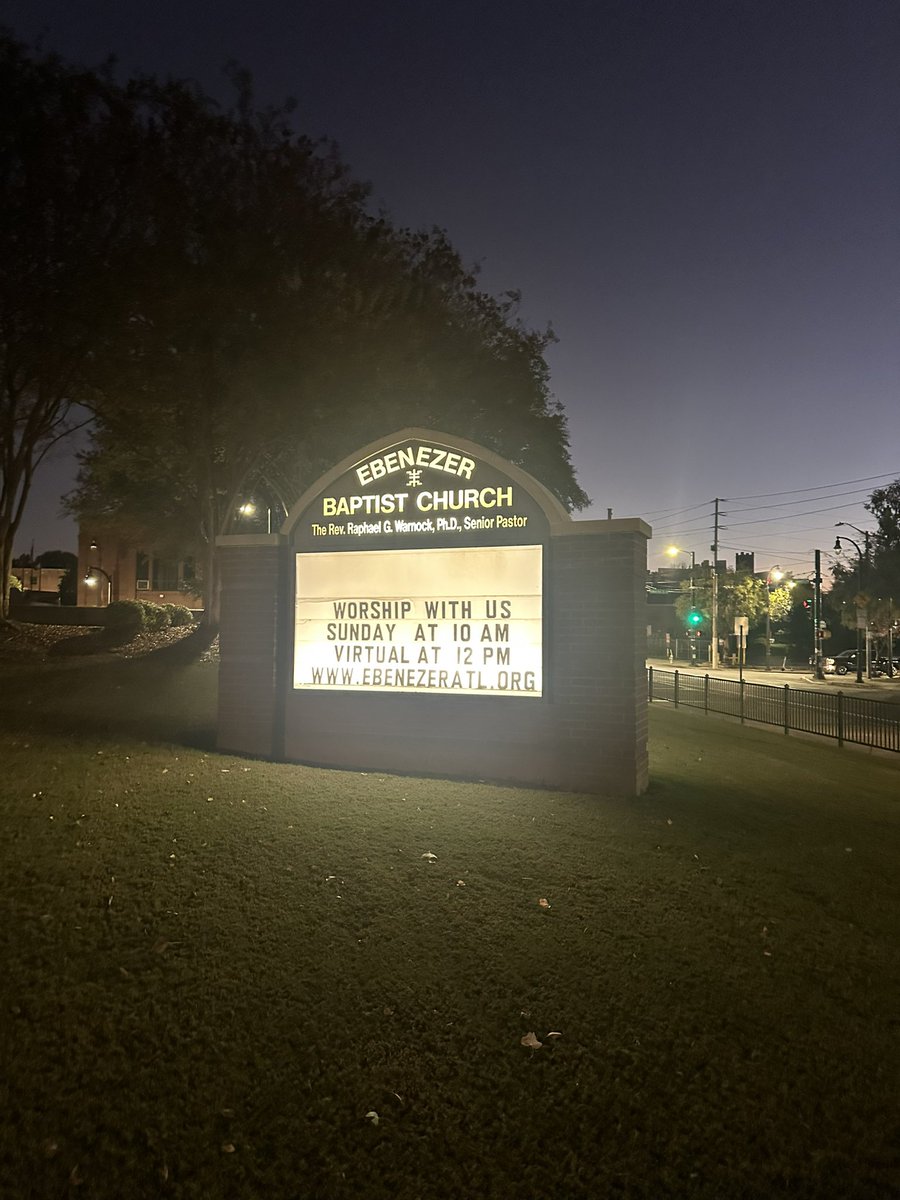 EBENEZER
BAPTIST CHURCH
The Rev. Raphael G. Warnock, Ph.D., Senior Pastor
WORSHIP WITH US
SUNDAY AT 10 AM
VIRTUAL AT 12 PM
WWW.EBENEZERATL.ORG